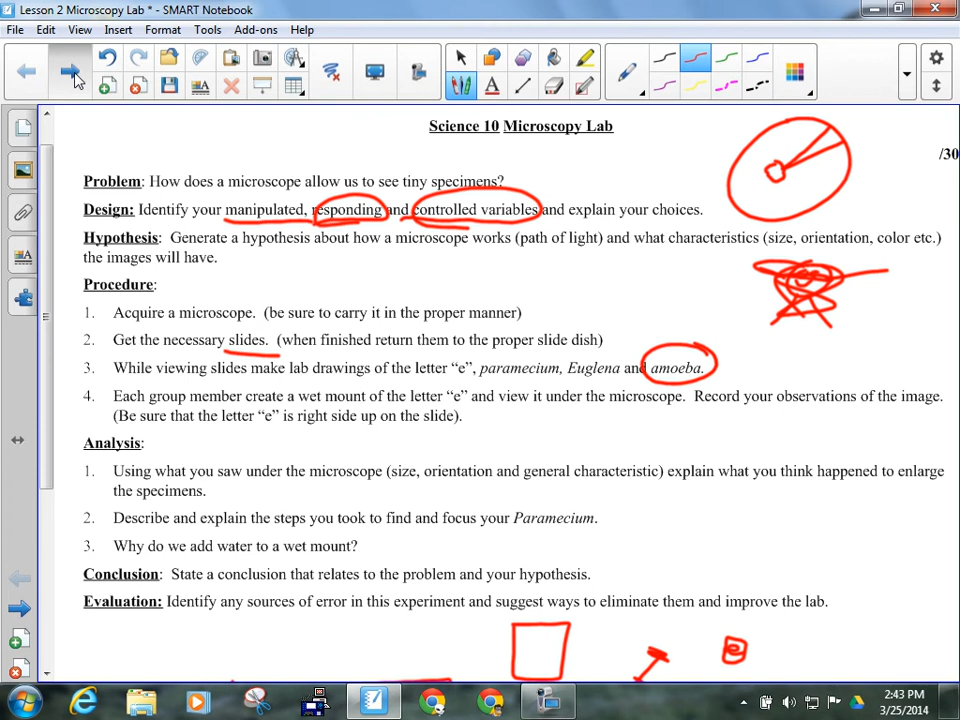 Lesson 2 Microscopy Lab * - SMART Notebook
File Edit View Insert Format Tools Add-ons Help
Science 10 Microscopy Lab
/30
Problem: How does a microscope allow us to see tiny specimens?
Design: Identify your manipulated, responding and controlled variables and explain your choices.
Hypothesis: Generate a hypothesis about how a microscope works (path of light) and what characteristics (size, orientation, color etc.)
the images will have.
Procedure:
1. Acquire a microscope. (be sure to carry it in the proper manner)
2. Get the necessary slides. (when finished return them to the proper slide dish)
3. While viewing slides make lab drawings of the letter “e”, paramecium, Euglena and amoeba.
4. Each group member create a wet mount of the letter “e” and view it under the microscope. Record your observations of the image.
(Be sure that the letter “e” is right side up on the slide).
Analysis:
1. Using what you saw under the microscope (size, orientation and general characteristic) explain what you think happened to enlarge
the specimens.
2. Describe and explain the steps you took to find and focus your Paramecium.
3. Why do we add water to a wet mount?
Conclusion: State a conclusion that relates to the problem and your hypothesis.
Evaluation: Identify any sources of error in this experiment and suggest ways to eliminate them and improve the lab.
e
2:43 PM
3/25/2014